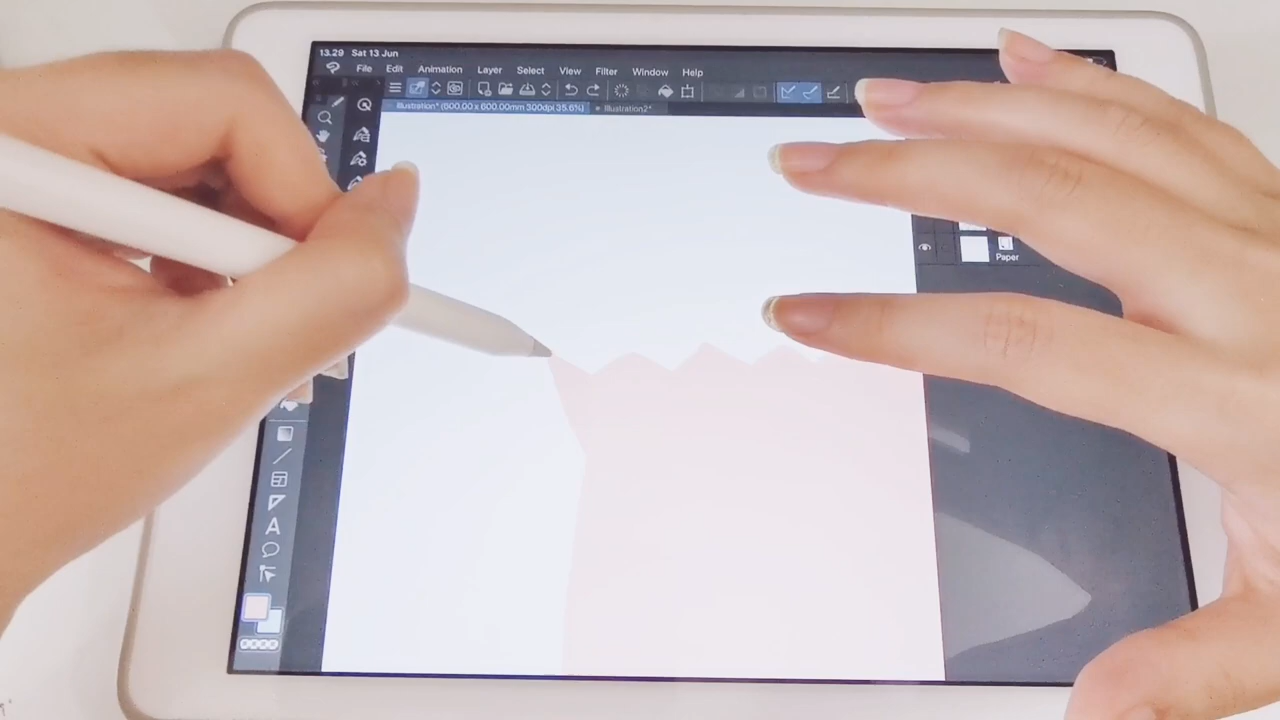 13.29 Sat 13 Jun
File Edit Animation Layer Select View Filter Window Help
Illustration* (600.00 x 600.00mm 300dpi 35.6%) Illustration2*
Paper
A